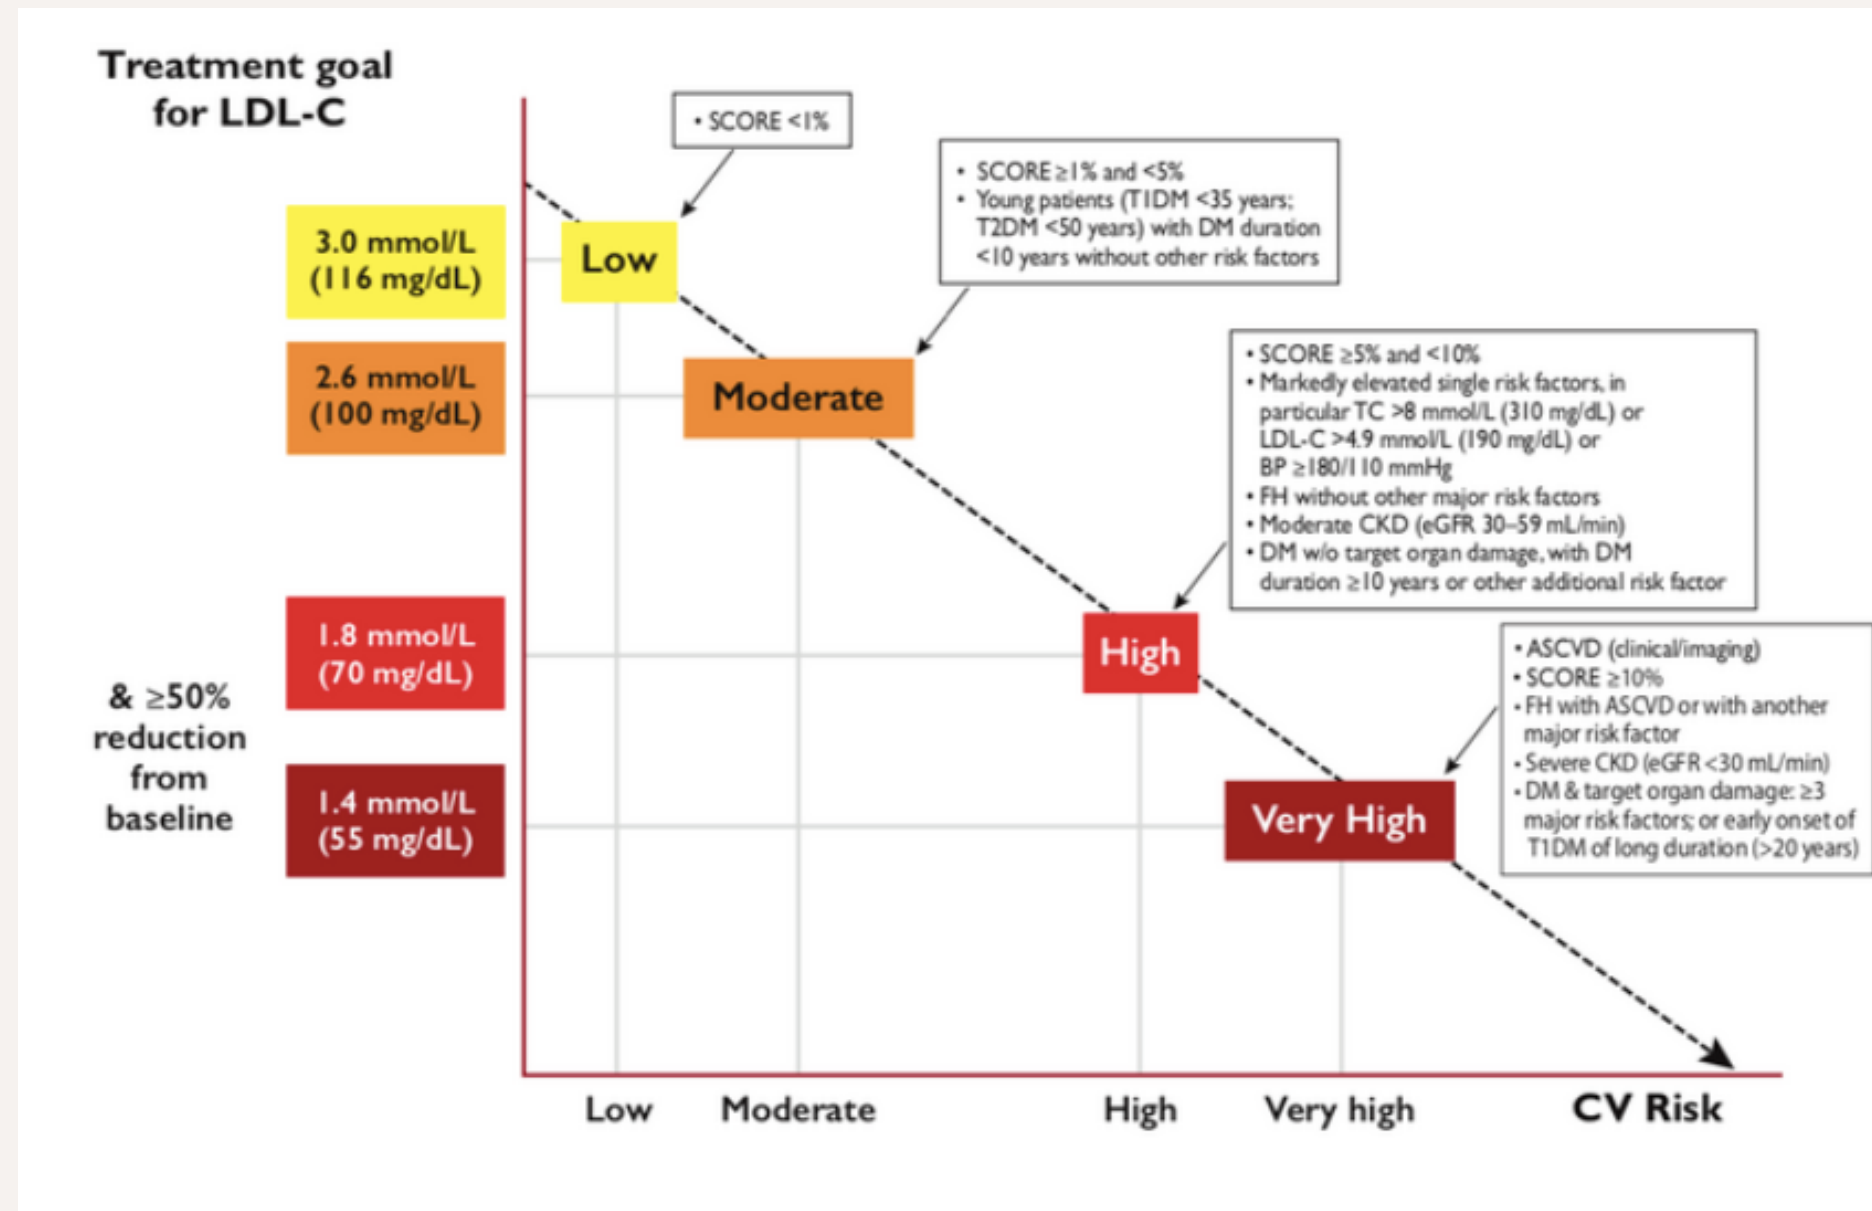 Treatment goal
for LDL-C
• SCORE <1%
• SCORE ≥1% and <5%
• Young patients (T1DM <35 years;
T2DM <50 years) with DM duration
<10 years without other risk factors
3.0 mmol/L
(116 mg/dL)
Low
2.6 mmol/L
(100 mg/dL)
Moderate
• SCORE ≥5% and <10%
• Markedly elevated single risk factors, in
particular TC >8 mmol/L (310 mg/dL) or
LDL-C >4.9 mmol/L (190 mg/dL) or
BP ≥180/110 mmHg
• FH without other major risk factors
• Moderate CKD (eGFR 30–59 mL/min)
• DM w/o target organ damage, with DM
duration ≥10 years or other additional risk factor
1.8 mmol/L
(70 mg/dL)
High
• ASCVD (clinical/imaging)
• SCORE ≥10%
• FH with ASCVD or with another
major risk factor
• Severe CKD (eGFR <30 mL/min)
• DM & target organ damage: ≥3
major risk factors; or early onset of
T1DM of long duration (>20 years)
& ≥50%
reduction
from
baseline
1.4 mmol/L
(55 mg/dL)
Very High
Low
Moderate
High
Very high
CV Risk